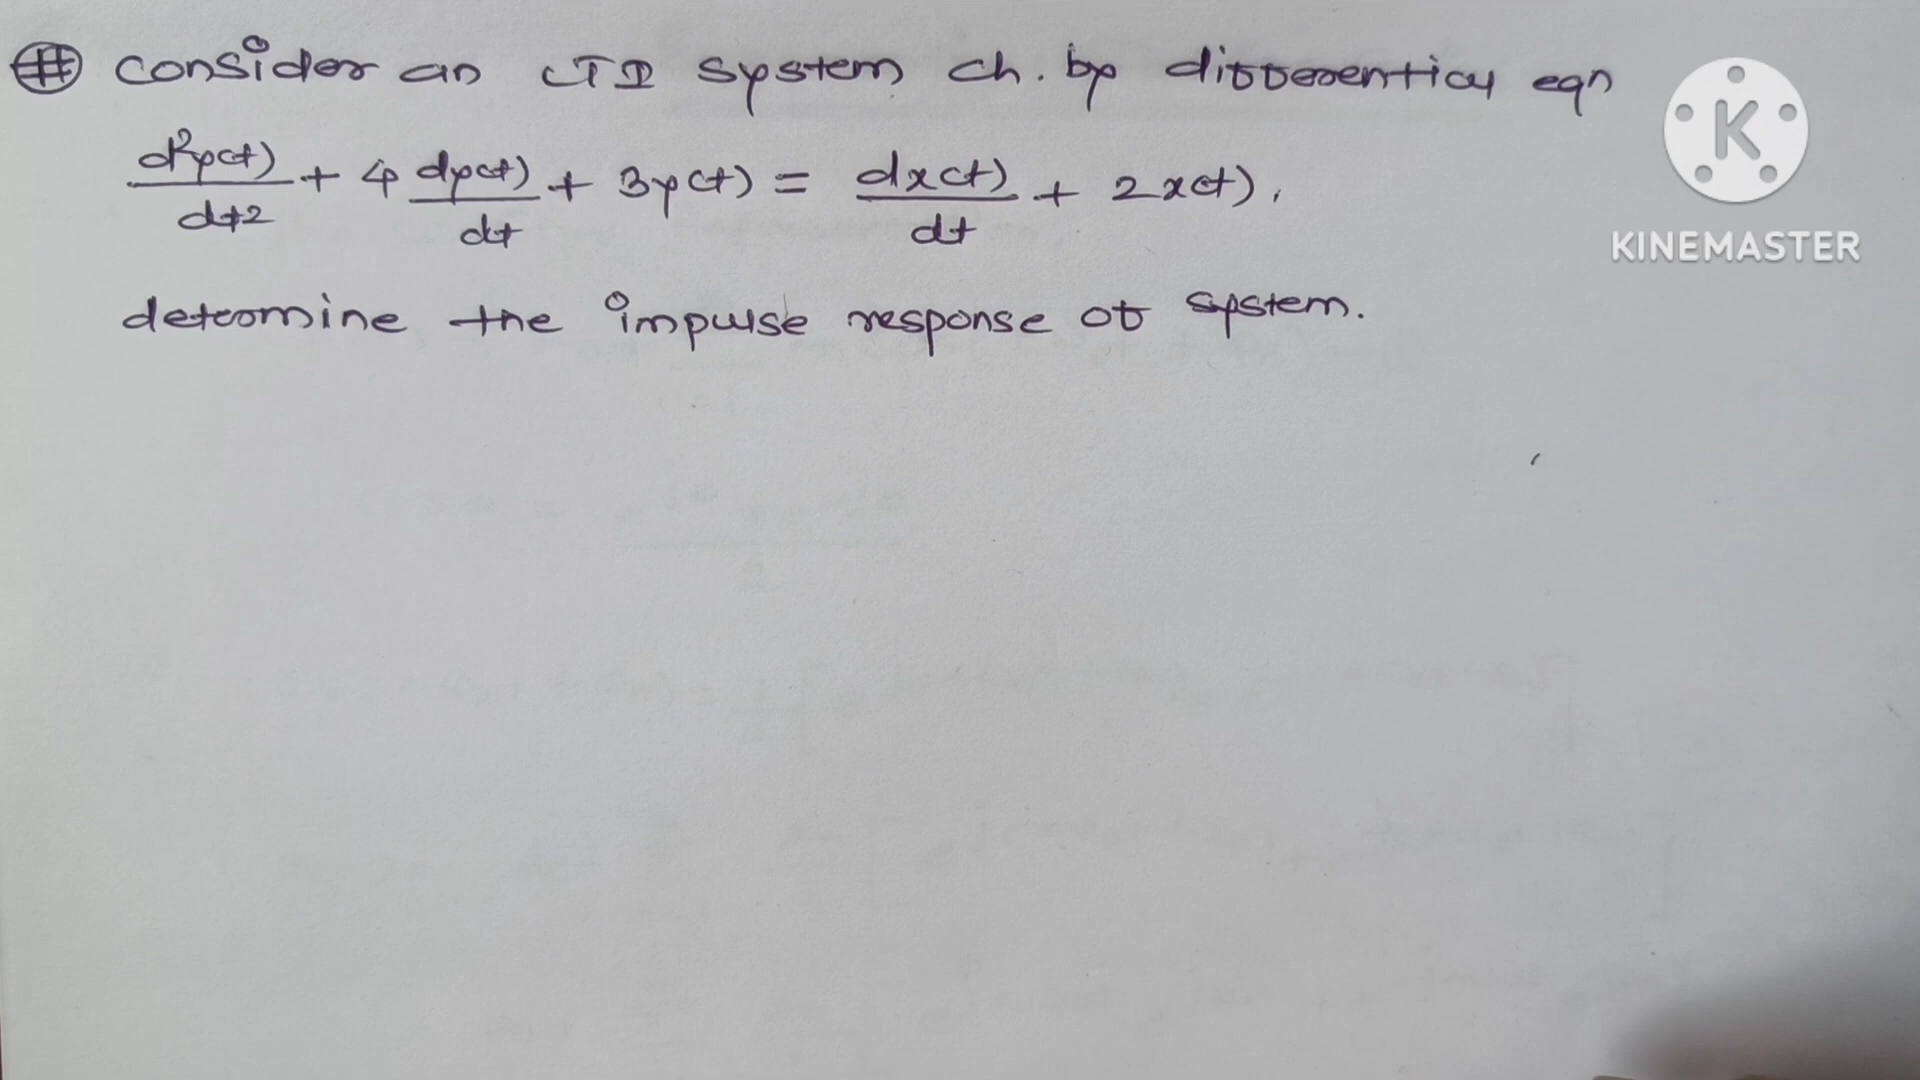 # consider an LTI system ch. by differential eqn
d²y(t)/dt2 + 4 dy(t)/dt + 3y(t) = dx(t)/dt + 2x(t).
determine the impulse response of system.
K
KINEMASTER